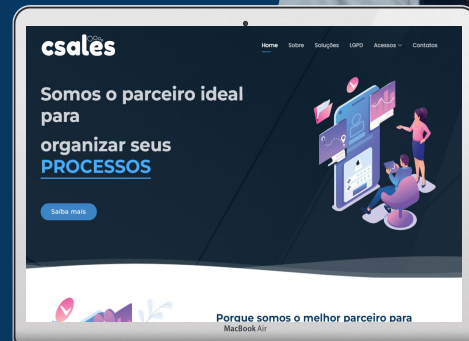 csales
Home Sobre Soluções LGPD Acessos Contatos
Somos o parceiro ideal
para
organizar seus
PROCESSOS
Saiba mais
Porque somos o melhor parceiro para
MacBook Air